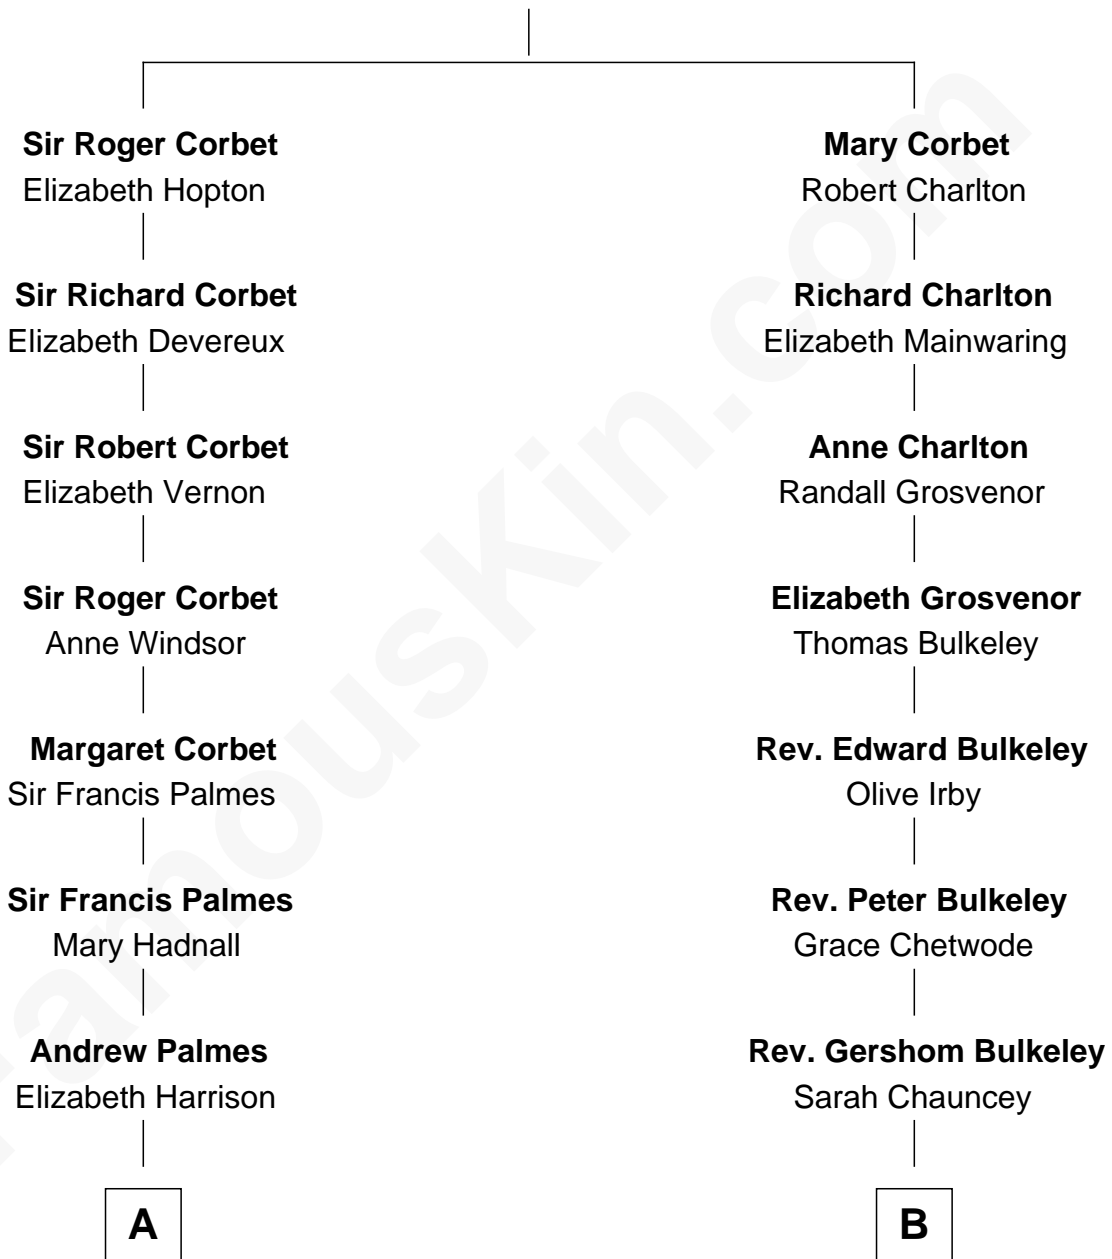 Sir Roger Corbet
Elizabeth Hopton
Sir Richard Corbet
Elizabeth Devereux
Sir Robert Corbet
Elizabeth Vernon
Sir Roger Corbet
Anne Windsor
Margaret Corbet
Sir Francis Palmes
Sir Francis Palmes
Mary Hadnall
Andrew Palmes
Elizabeth Harrison
A
Mary Corbet
Robert Charlton
Richard Charlton
Elizabeth Mainwaring
Anne Charlton
Randall Grosvenor
Elizabeth Grosvenor
Thomas Bulkeley
Rev. Edward Bulkeley
Olive Irby
Rev. Peter Bulkeley
Grace Chetwode
Rev. Gershom Bulkeley
Sarah Chauncey
B
FamousKin.com